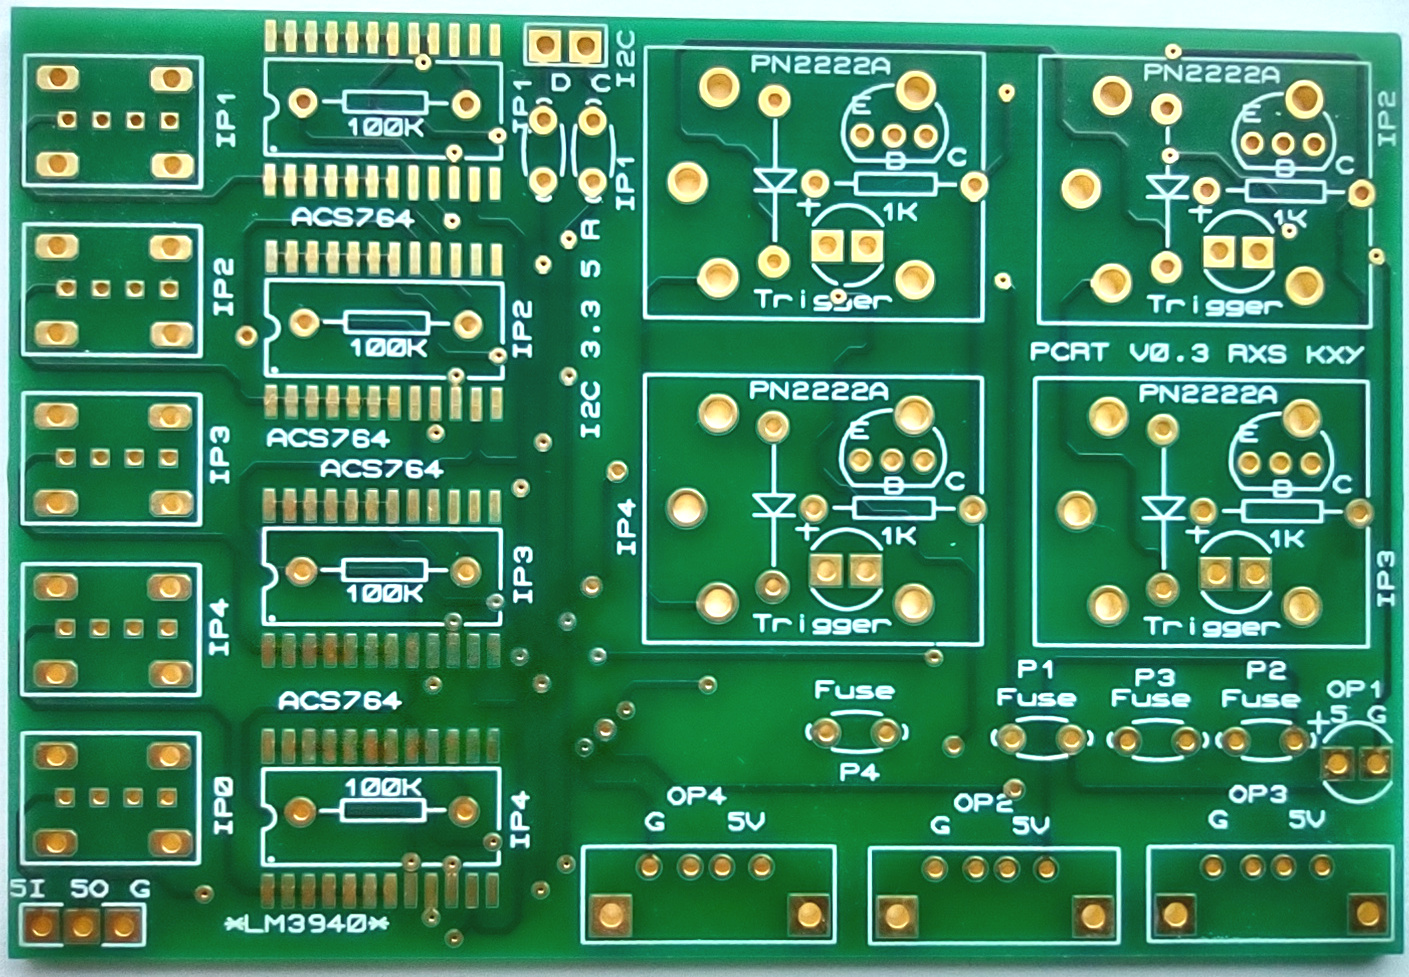 IP1
IP2
IP3
IP4
IP0
5I 5O G
100K
ACS764
IP1
100K
IP2
ACS764
ACS764
100K
IP3
ACS764
100K
IP4
*LM3940*
I2C
D C
IP1
IP1
I2C 3.3 5 R
PN2222A
E
B
C
+
1K
Trigger
PN2222A
E
B
C
+
1K
Trigger
IP2
PCRT V0.3 RXS KXY
IP4
PN2222A
E
B
C
+
1K
Trigger
PN2222A
E
B
C
+
1K
Trigger
IP3
Fuse
P4
P1
Fuse
P3
Fuse
P2
Fuse
OP1
+5 G
OP4
G 5V
OP2
G 5V
OP3
G 5V